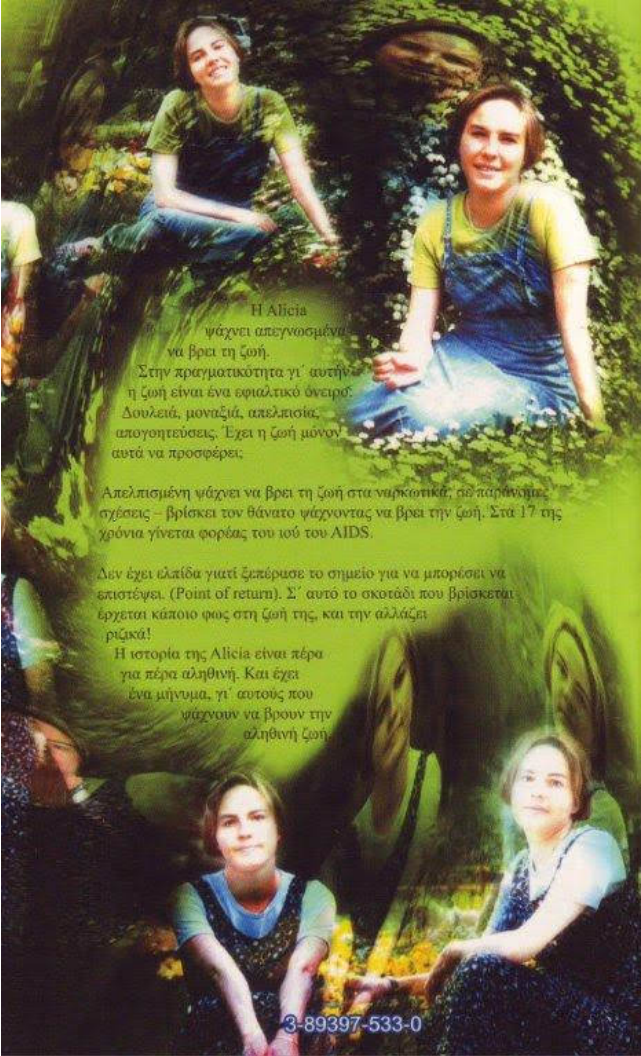 Η Alicia
ψάχνει απεγνωσμένα
να βρει τη ζωή.
Στην πραγματικότητα γι΄ αυτήν
η ζωή είναι ένα εφιαλτικό όνειρο.
Δουλειά, μοναξιά, απελπισία,
απογοητεύσεις. Έχει η ζωή μόνον
αυτά να προσφέρει;
Απελπισμένη ψάχνει να βρει τη ζωή στα ναρκωτικά, σε παράνομες
σχέσεις – βρίσκει τον θάνατο ψάχνοντας να βρει την ζωή. Στα 17 της
χρόνια γίνεται φορέας του ιού του AIDS.
Δεν έχει ελπίδα γιατί ξεπέρασε το σημείο για να μπορέσει να
επιστέψει. (Point of return). Σ΄ αυτό το σκοτάδι που βρίσκεται
έρχεται κάποιο φως στη ζωή της, και την αλλάζει
ριζικά!
Η ιστορία της Alicia είναι πέρα
για πέρα αληθινή. Και έχει
ένα μήνυμα, γι΄ αυτούς που
ψάχνουν να βρουν την
αληθινή ζωή.
3-89397-533-0